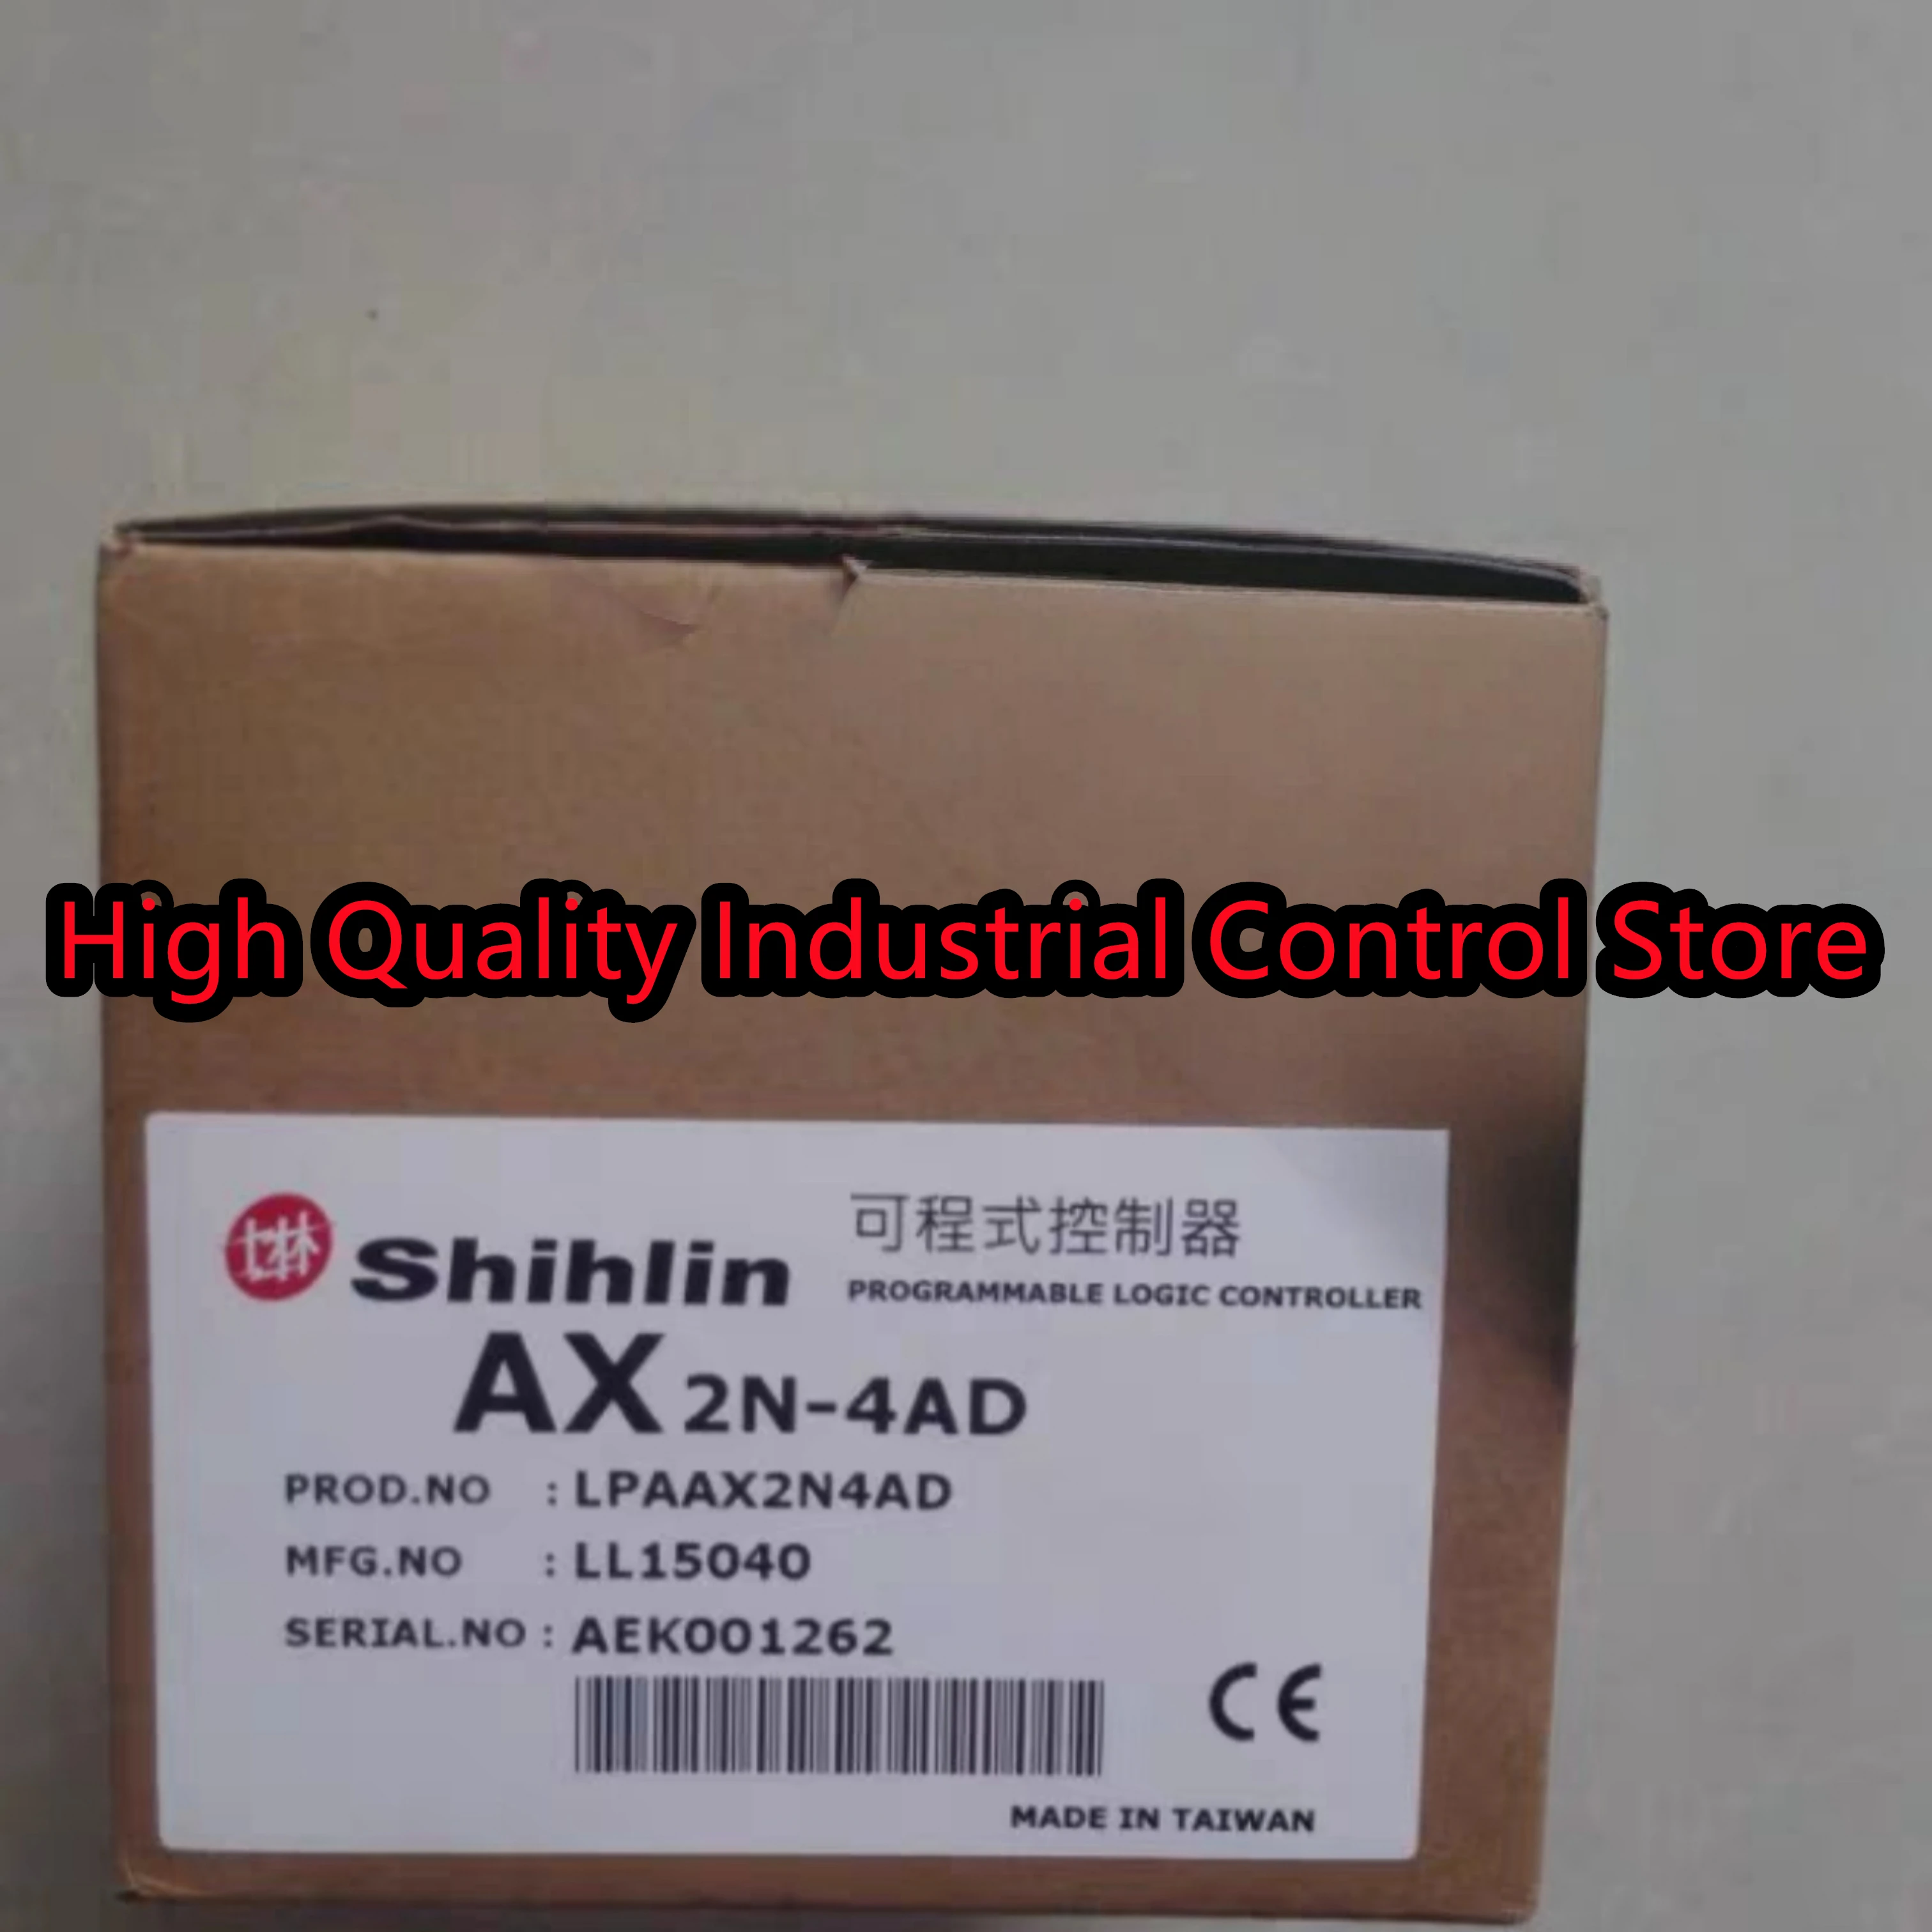 High Quality Industrial Control Store
士林 Shihlin 可程式控制器
PROGRAMMABLE LOGIC CONTROLLER
AX 2N-4AD
PROD.NO : LPAAX2N4AD
MFG.NO : LL15040
SERIAL.NO : AEK001262
CE
MADE IN TAIWAN